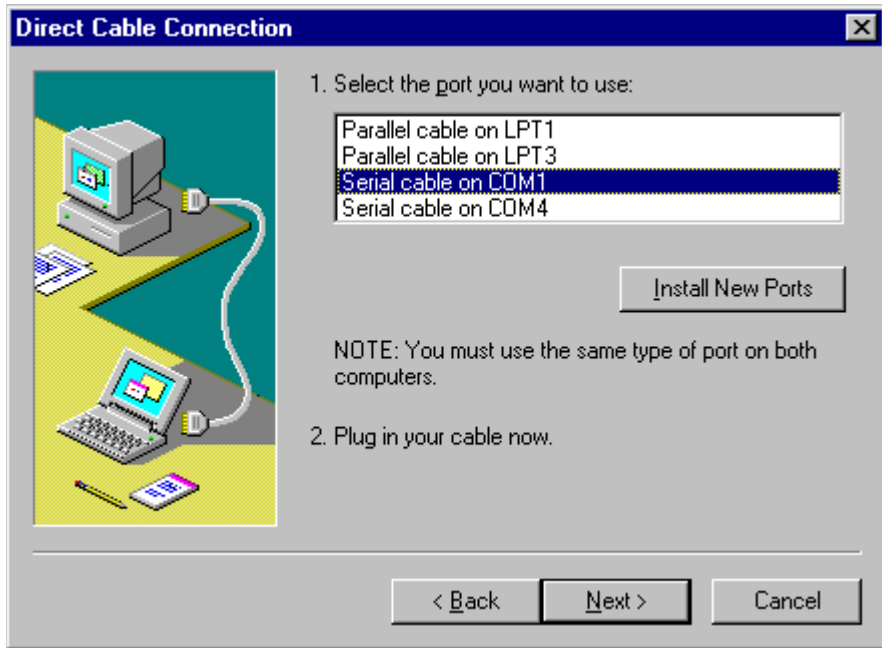 Direct Cable Connection
1. Select the port you want to use:
Parallel cable on LPT1
Parallel cable on LPT3
Serial cable on COM1
Serial cable on COM4
Install New Ports
NOTE: You must use the same type of port on both
computers.
2. Plug in your cable now.
< Back
Next >
Cancel